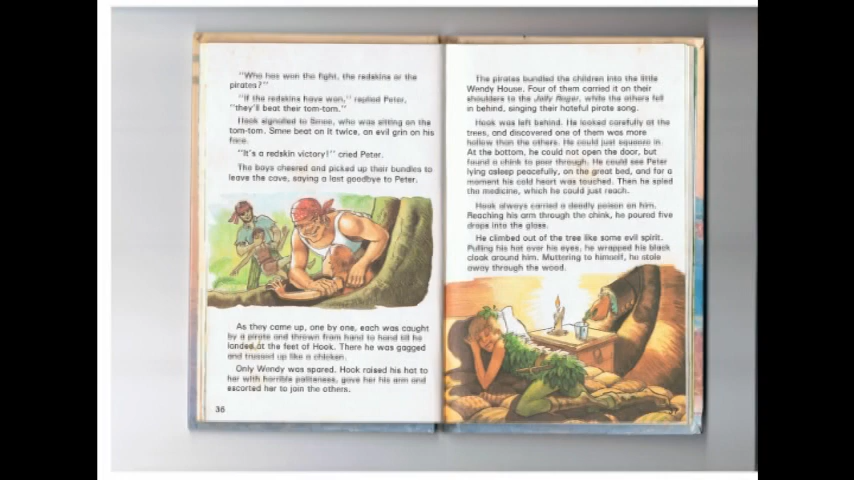 "Who has won the fight, the redskins or the
pirates?"
"If the redskins have won," replied Peter,
"they'll beat their tom-tom."
Hook signalled to Smee, who was sitting on the
tom-tom. Smee beat on it twice, an evil grin on his
face.
"It's a redskin victory!" cried Peter.
The boys cheered and picked up their bundles to
leave the cave, saying a last goodbye to Peter.
As they came up, one by one, each was caught
by a pirate and thrown from hand to hand till he
landed at the feet of Hook. There he was gagged
and trussed up like a chicken.
Only Wendy was spared. Hook raised his hat to
her with horrible politeness, gave her his arm and
escorted her to join the others.
36
The pirates bundled the children into the little
Wendy House. Four of them carried it on their
shoulders to the Jolly Roger, while the others fell
in behind, singing their hateful pirate song.
Hook was left behind. He looked carefully at the
trees, and discovered one of them was more
hollow than the others. He could just squeeze in.
At the bottom, he could not open the door, but
found a chink to peer through. He could see Peter
lying asleep peacefully, on the great bed, and for a
moment his cold heart was touched. Then he spied
the medicine, which he could just reach.
Hook always carried a deadly poison on him.
Reaching his arm through the chink, he poured five
drops into the glass.
He climbed out of the tree like some evil spirit.
Pulling his hat over his eyes, he wrapped his black
cloak around him. Muttering to himself, he stole
away through the wood.
37